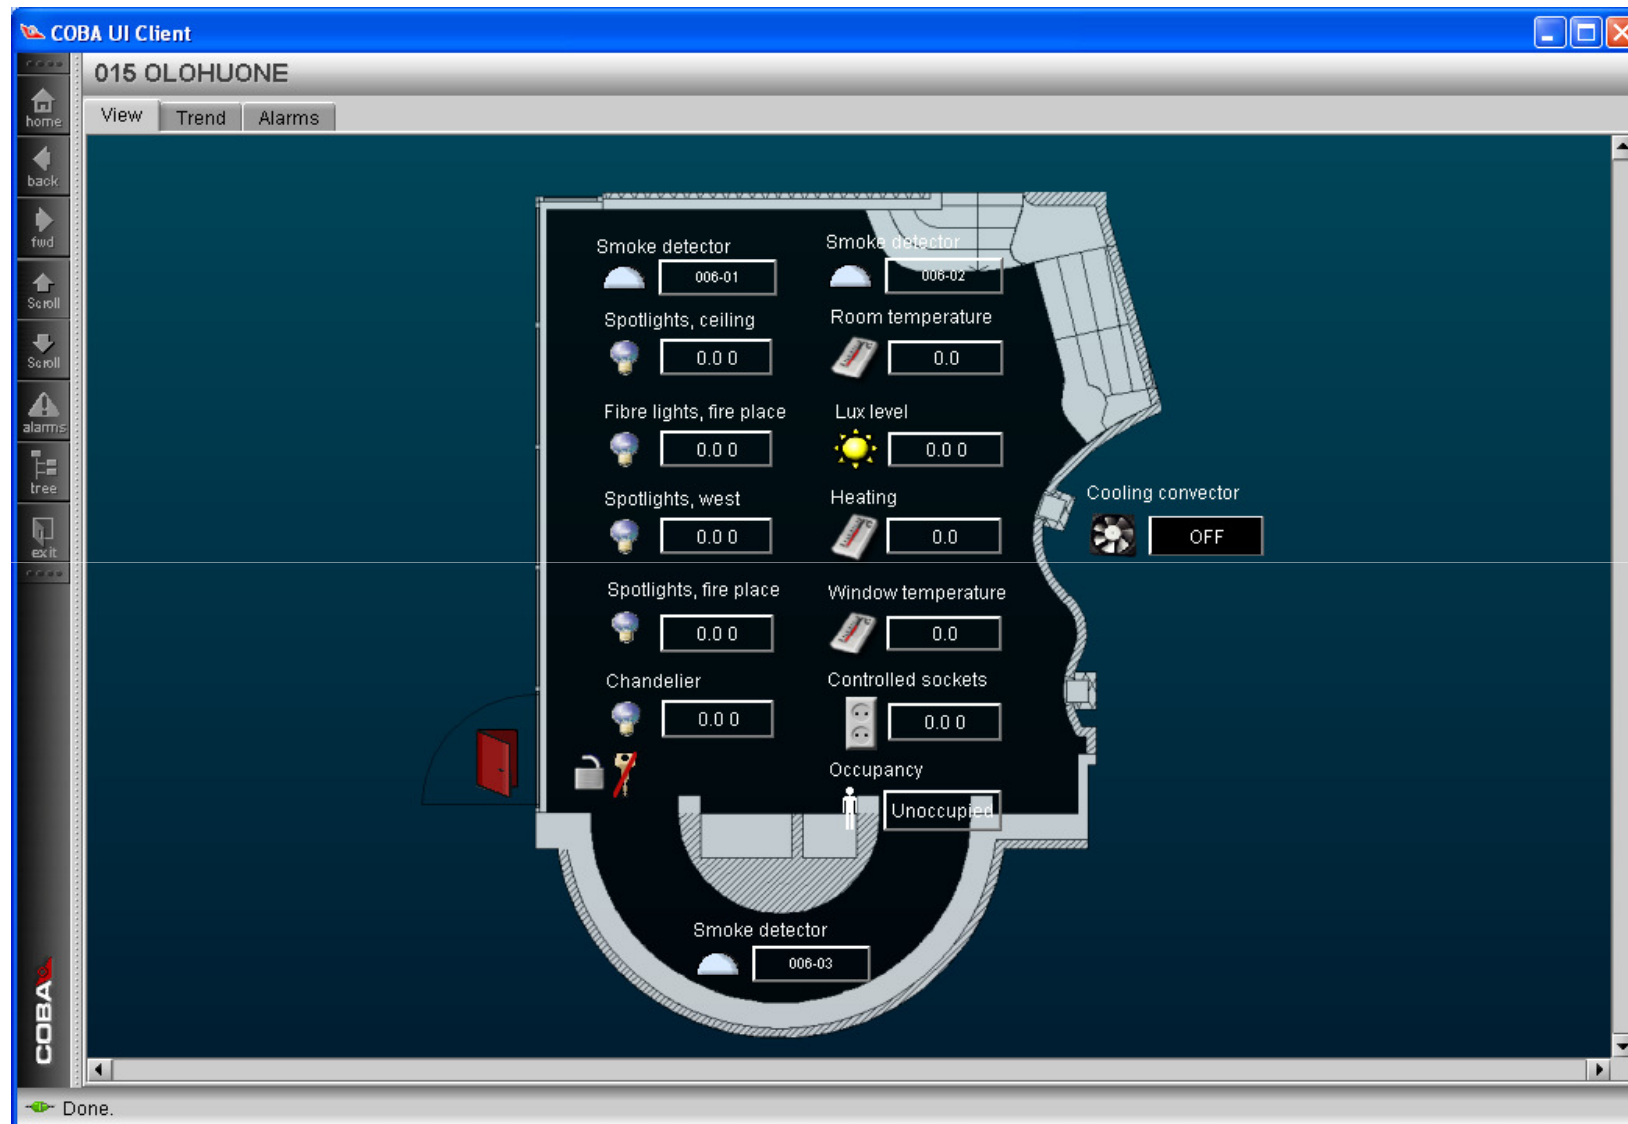 COBA UI Client
015 OLOHUONE
View Trend Alarms
home
back
fwd
Scroll
Scroll
alarms
tree
exit
COBA
Smoke detector
006-01
Smoke detector
006-02
Spotlights, ceiling
0.0 0
Room temperature
0.0
Fibre lights, fire place
0.0 0
Lux level
0.0 0
Spotlights, west
0.0 0
Heating
0.0
Cooling convector
OFF
Spotlights, fire place
0.0 0
Window temperature
0.0
Chandelier
0.0 0
Controlled sockets
0.0 0
Occupancy
Unoccupied
Smoke detector
006-03
Done.